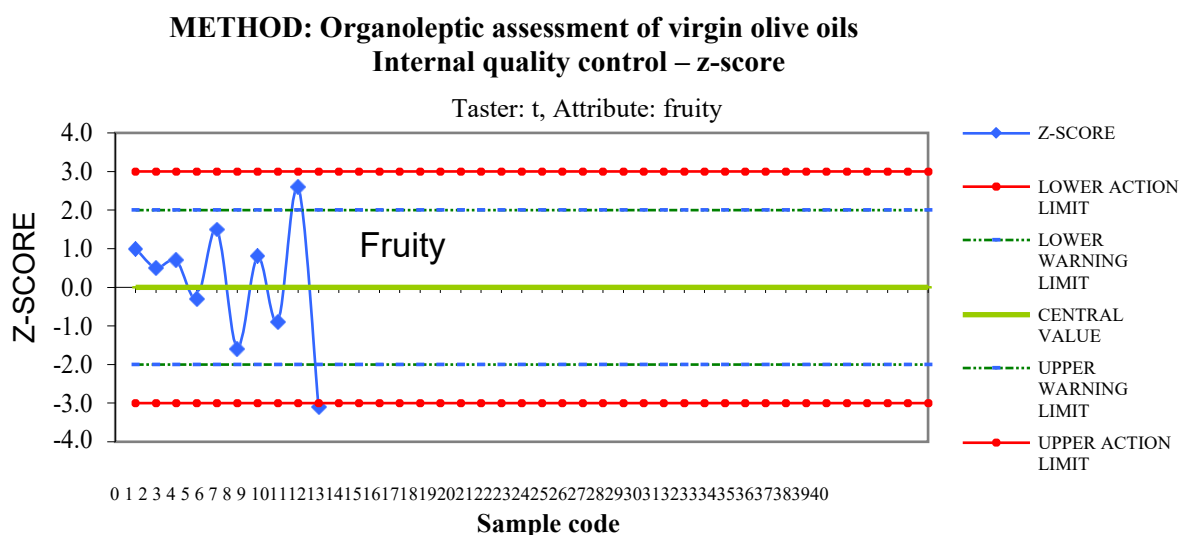 METHOD: Organoleptic assessment of virgin olive oils
Internal quality control – z-score
Taster: t, Attribute: fruity
4.0
3.0
2.0
1.0
0.0
-1.0
-2.0
-3.0
-4.0
Z-SCORE
Fruity
Z-SCORE
LOWER ACTION
LIMIT
LOWER
WARNING
LIMIT
CENTRAL
VALUE
UPPER
WARNING
LIMIT
UPPER ACTION
LIMIT
0 1 2 3 4 5 6 7 8 9 10111213141516171819202122232425262728293031323334353637383940
Sample code